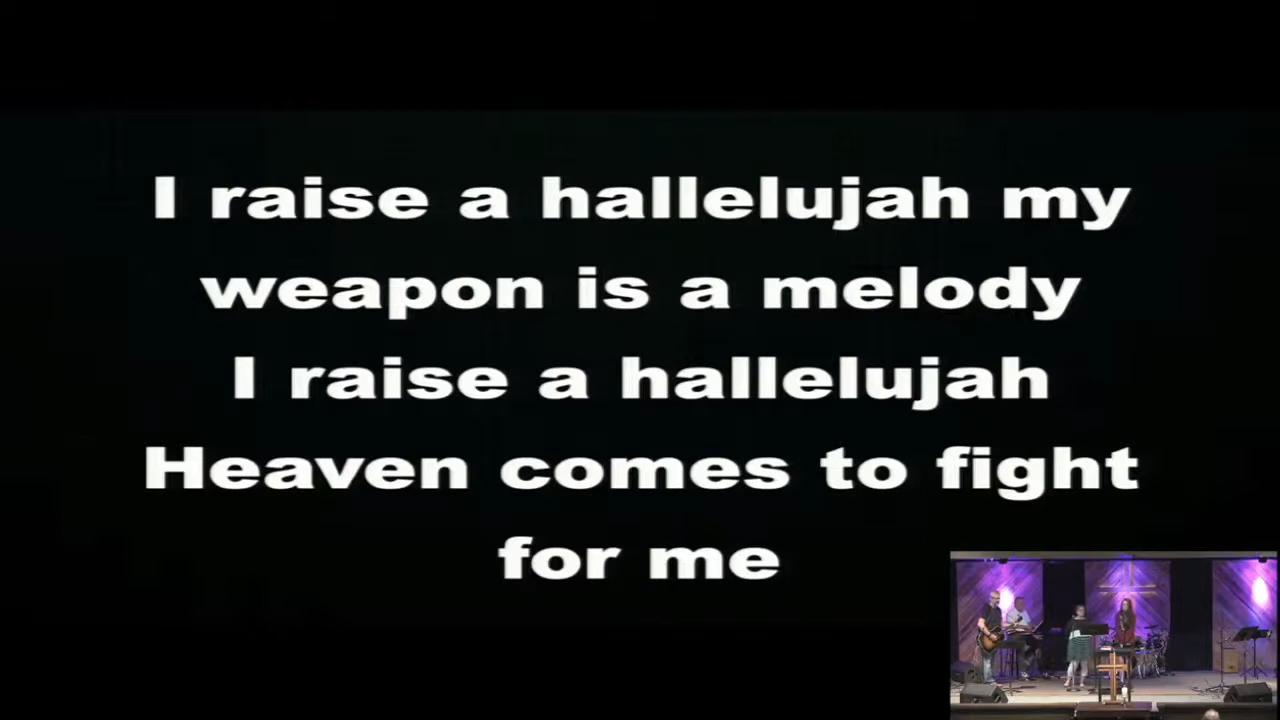 I raise a hallelujah my
weapon is a melody
I raise a hallelujah
Heaven comes to fight
for me